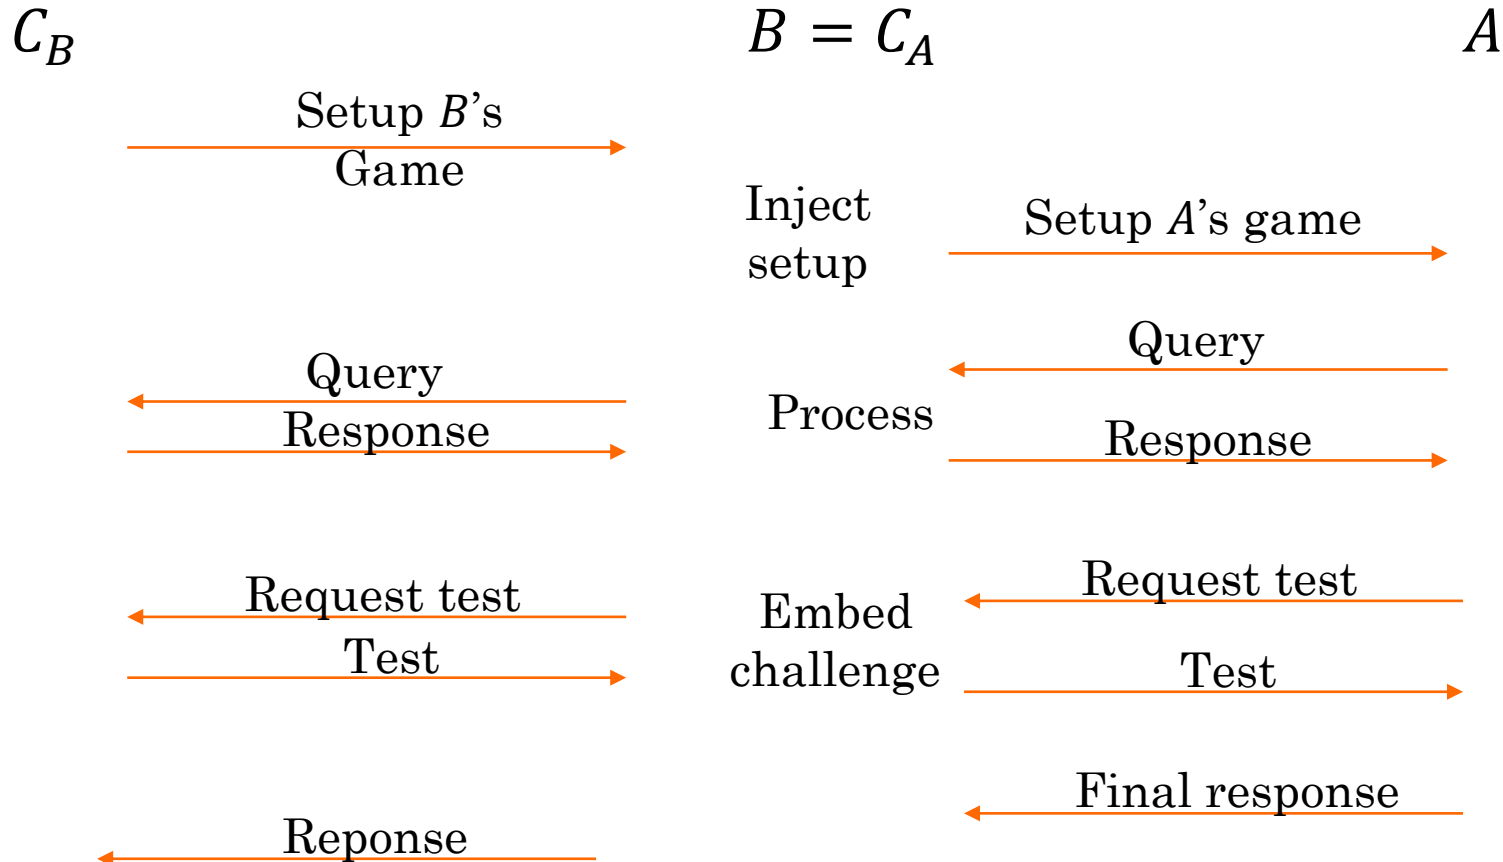 C_B
B = C_A
A
Setup B’s
Game
Inject
setup
Setup A’s game
Query
Query
Response
Process
Response
Request test
Request test
Test
Embed
challenge
Test
Final response
Reponse